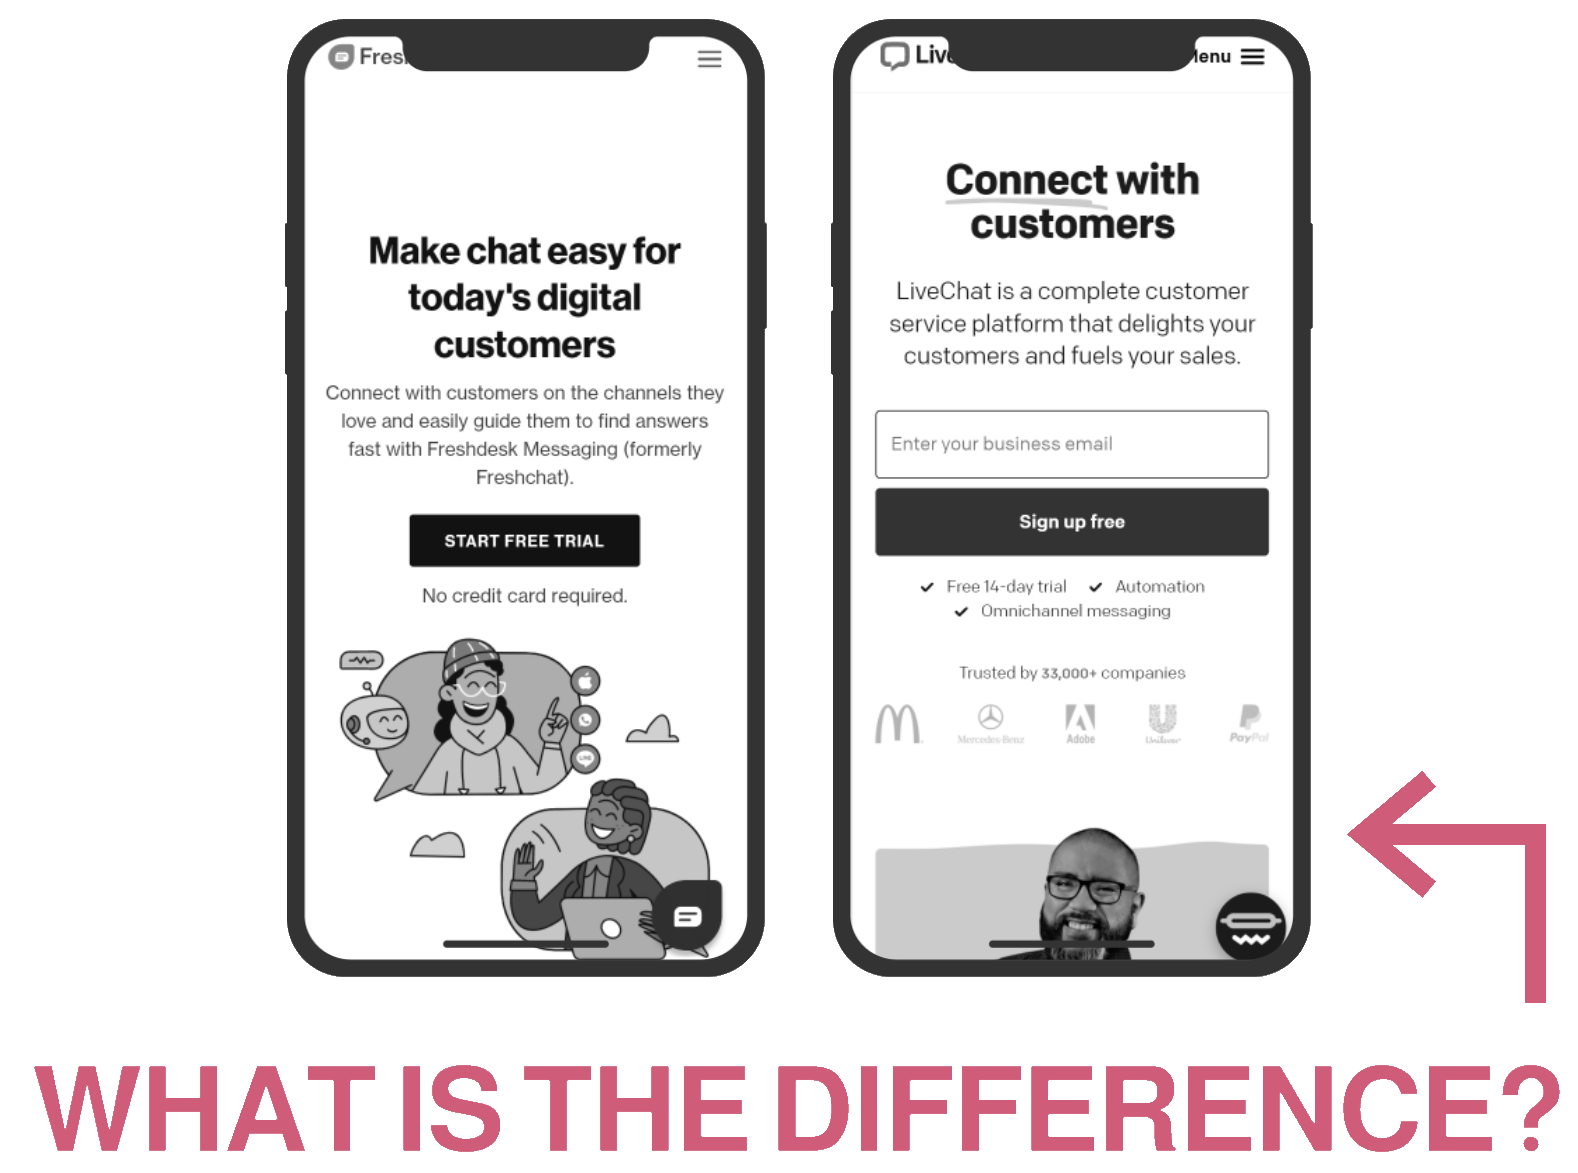 Make chat easy for
today's digital
customers
Connect with customers on the channels they
love and easily guide them to find answers
fast with Freshdesk Messaging (formerly
Freshchat).
START FREE TRIAL
No credit card required.
LINE
Connect with
customers
LiveChat is a complete customer
service platform that delights your
customers and fuels your sales.
Enter your business email
Sign up free
Free 14-day trial Automation
Omnichannel messaging
Trusted by 33,000+ companies
Mercedes-Benz Adobe Unilever PayPal
WHAT IS THE DIFFERENCE?